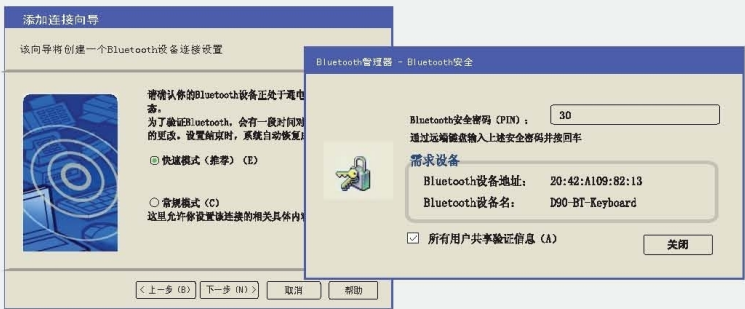 添加连接向导
该向导将创建一个Bluetooth设备连接设置
请确认你的Bluetooth设备正处于通电
态。
为了验证Bluetooth，会有一段时间对
的更改。设置结束时，系统自动恢复
快速模式（推荐）（E）
常规模式（C）
这里允许你设置该连接的相关具体内
<上一步（B）
下一步（N）>
取消
帮助
Bluetooth管理器 - Bluetooth安全
Bluetooth安全密码（PIN）：
30
通过远端键盘输入上述安全密码并按回车
需求设备
Bluetooth设备地址： 20:42:A109:82:13
Bluetooth设备名： D90-BT-Keyboard
所有用户共享验证信息（A）
关闭